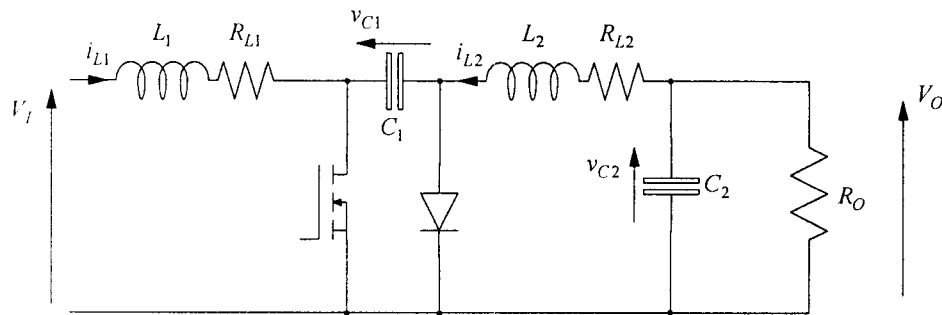 v_{C1}
L_1 R_{L1} i_{L2} L_2 R_{L2}
i_{L1}
V_I C_1 V_O
v_{C2} C_2 R_O